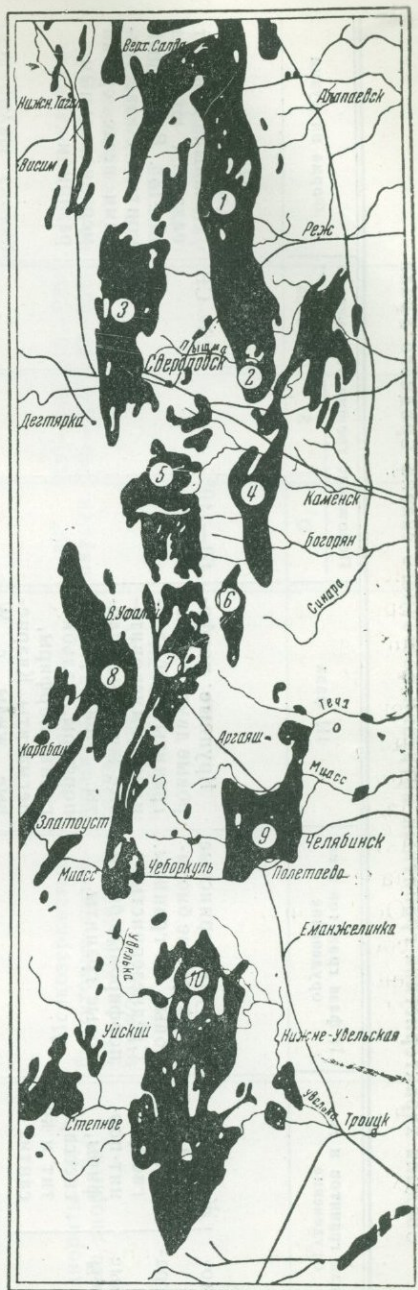 Верх. Салда
Нижн. Тагил
Алапаевск
Висим
1
Реж
3
Пышма
Свердловск
2
Дегтярка
5
4
Каменск
Богорян
6
Синара
В. Уфалей
7
8
Теча
Аргаяш
Карабаш
Миасс
Златоуст
9
Челябинск
Миасс
Чеборкуль
Полетаево
Еманжелинка
Увелька
10
Уйский
Нижне-Увельская
Степное
Увелька
Троицк